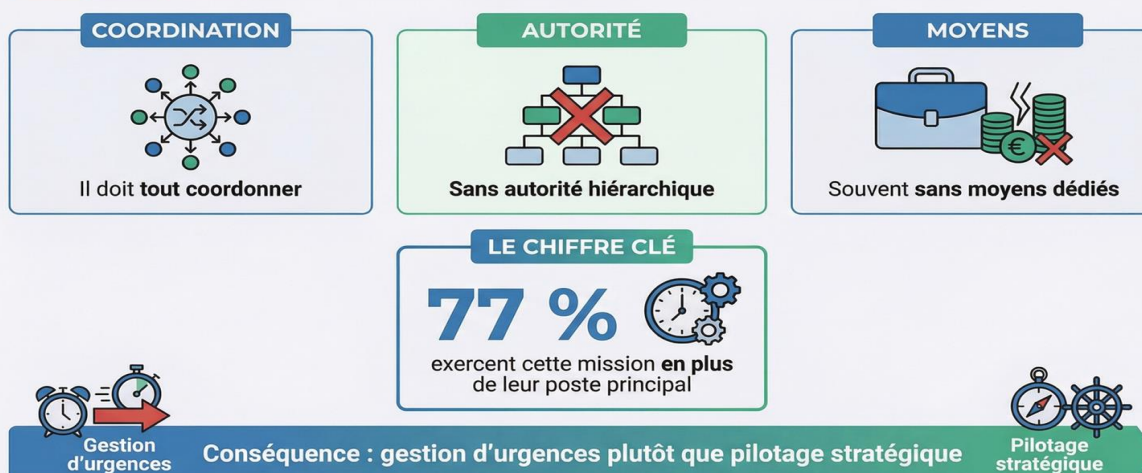 COORDINATION
Il doit tout coordonner
AUTORITÉ
Sans autorité hiérarchique
MOYENS
€
Souvent sans moyens dédiés
LE CHIFFRE CLÉ
77 %
exercent cette mission en plus
de leur poste principal
Gestion
d'urgences
Conséquence : gestion d'urgences plutôt que pilotage stratégique
Pilotage
stratégique